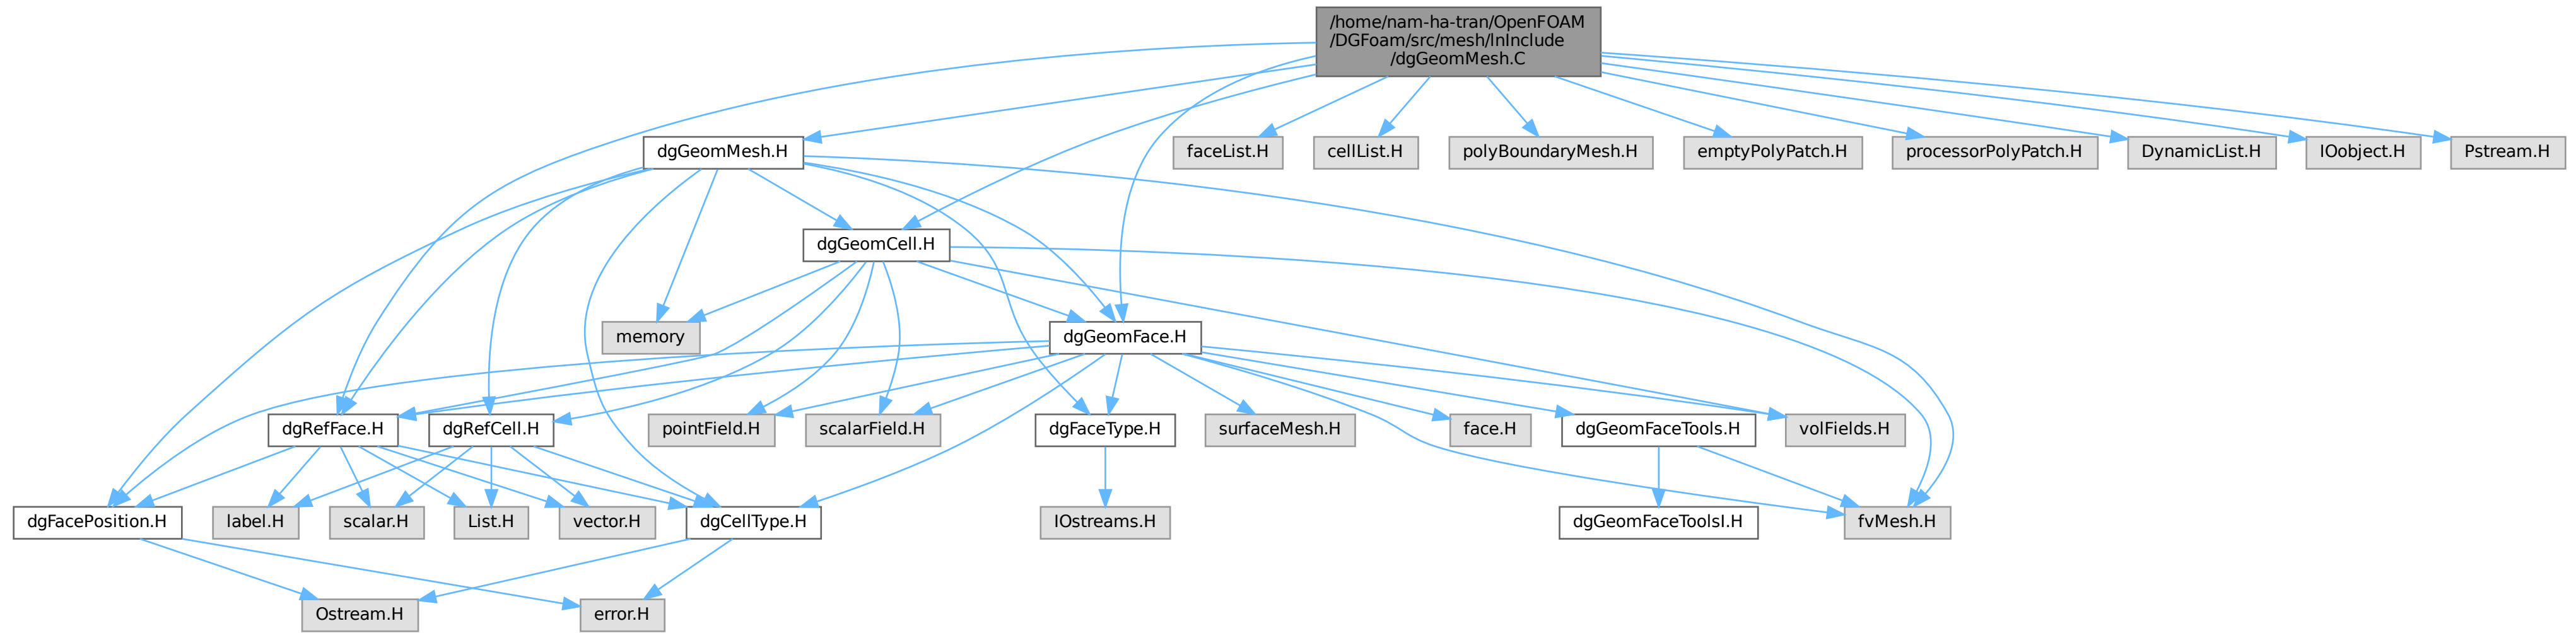 /home/nam-ha-tran/OpenFOAM
/DGFoam/src/mesh/lnInclude
/dgGeomMesh.C
dgGeomMesh.H
faceList.H
cellList.H
polyBoundaryMesh.H
emptyPolyPatch.H
processorPolyPatch.H
DynamicList.H
IOobject.H
Pstream.H
dgGeomCell.H
memory
dgGeomFace.H
dgRefFace.H
dgRefCell.H
pointField.H
scalarField.H
dgFaceType.H
surfaceMesh.H
face.H
dgGeomFaceTools.H
volFields.H
dgFacePosition.H
label.H
scalar.H
List.H
vector.H
dgCellType.H
IOstreams.H
dgGeomFaceToolsI.H
fvMesh.H
Ostream.H
error.H